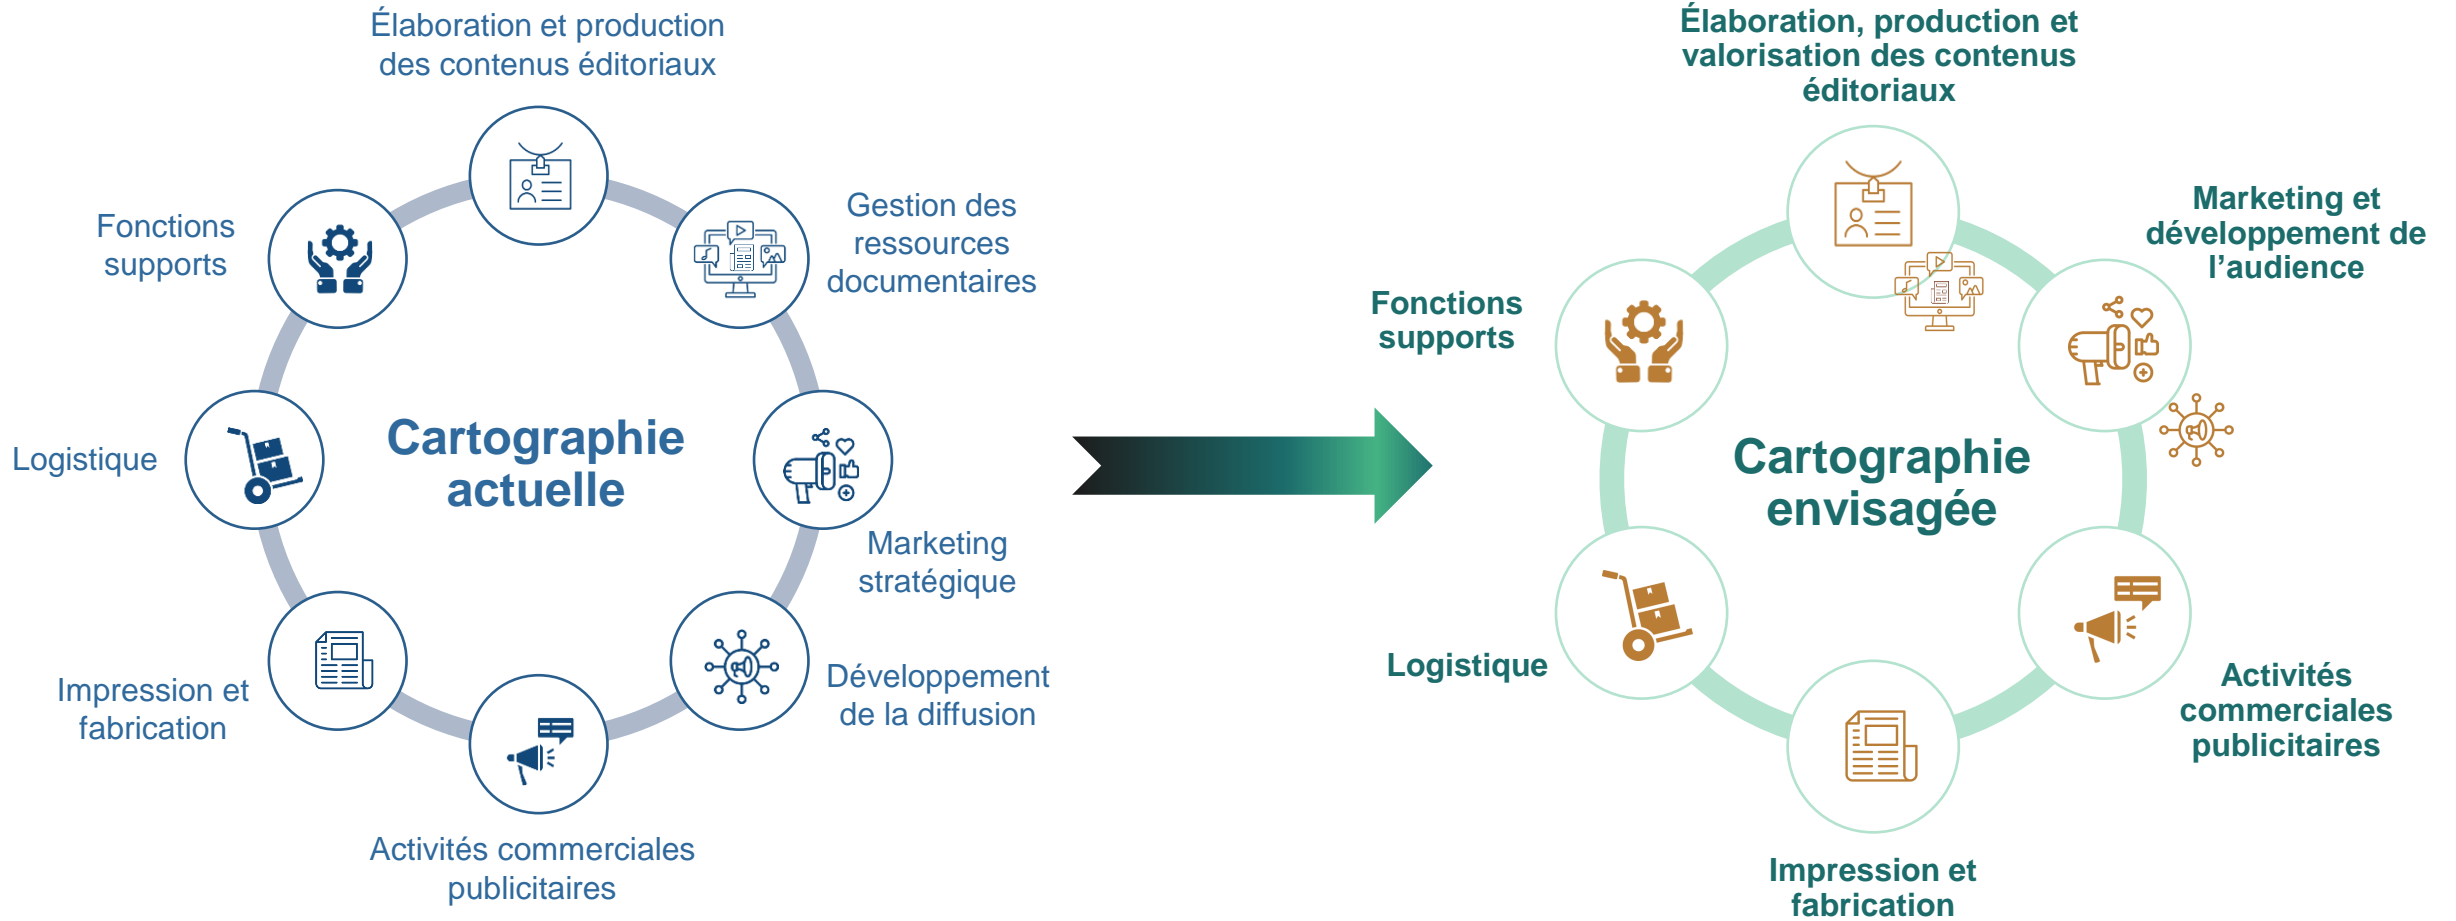 Élaboration et production
des contenus éditoriaux
Gestion des
ressources
documentaires
Fonctions
supports
Logistique
Cartographie
actuelle
Marketing
stratégique
Impression et
fabrication
Développement
de la diffusion
Activités commerciales
publicitaires
Élaboration, production et
valorisation des contenus
éditoriaux
Marketing et
développement de
l’audience
Fonctions
supports
Cartographie
envisagée
Logistique
Activités
commerciales
publicitaires
Impression et
fabrication